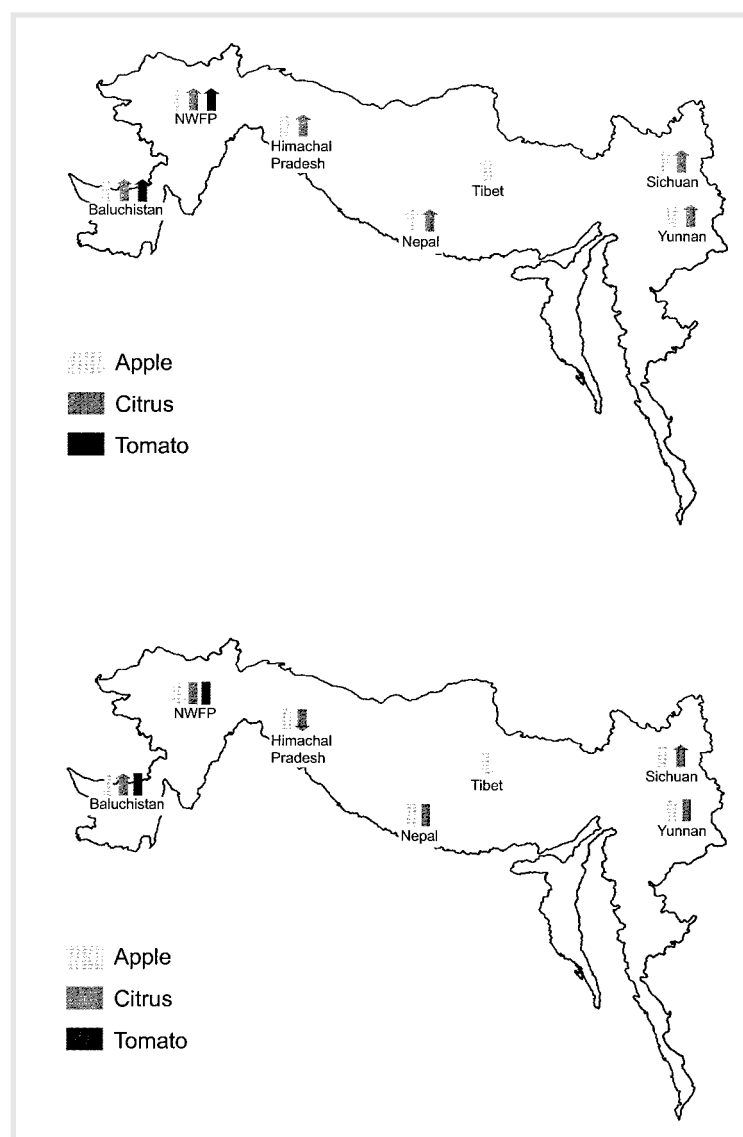 NWFP
Himachal
Pradesh
Tibet
Sichuan
Baluchistan
Nepal
Yunnan
Apple
Citrus
Tomato
NWFP
Himachal
Pradesh
Tibet
Sichuan
Baluchistan
Nepal
Yunnan
Apple
Citrus
Tomato